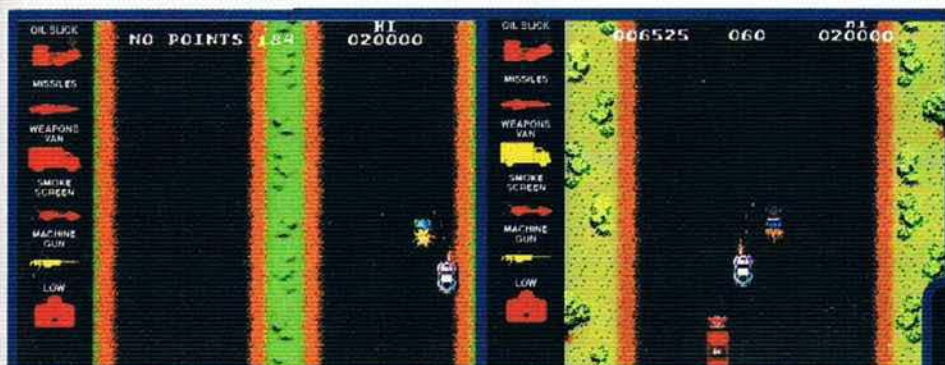 OIL SLICK
MISSILES
WEAPONS
VAN
SMOKE
SCREEN
MACHINE
GUN
LOW
HI
NO POINTS 184 020000
OIL SLICK
MISSILES
WEAPONS
VAN
SMOKE
SCREEN
MACHINE
GUN
LOW
HI
006525 060 020000